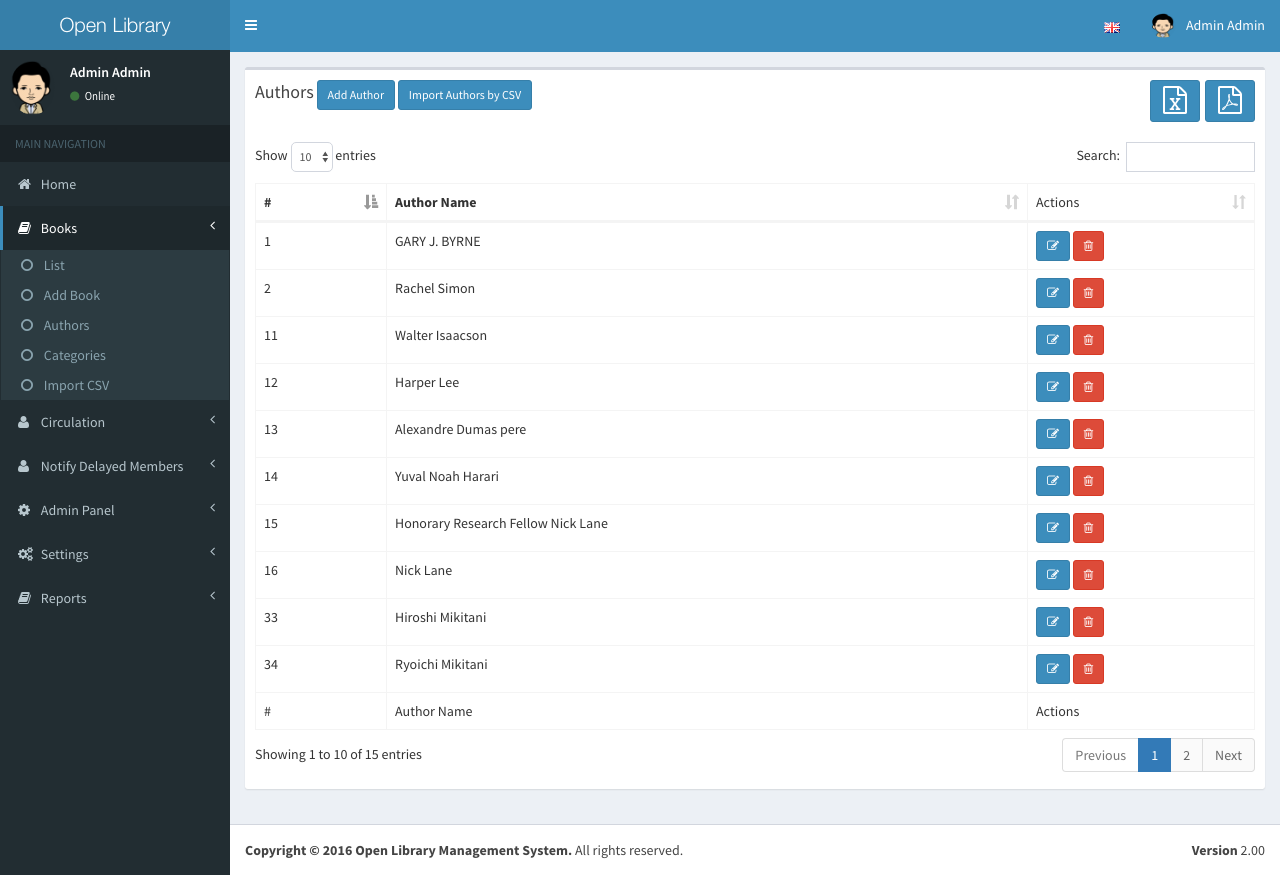 Open Library
Admin Admin
Admin Admin
Online
MAIN NAVIGATION
Home
Books
List
Add Book
Authors
Categories
Import CSV
Circulation
Notify Delayed Members
Admin Panel
Settings
Reports
Authors Add Author Import Authors by CSV
Show 10 entries Search:
# Author Name Actions
1 GARY J. BYRNE
2 Rachel Simon
11 Walter Isaacson
12 Harper Lee
13 Alexandre Dumas pere
14 Yuval Noah Harari
15 Honorary Research Fellow Nick Lane
16 Nick Lane
33 Hiroshi Mikitani
34 Ryoichi Mikitani
# Author Name Actions
Showing 1 to 10 of 15 entries Previous 1 2 Next
Copyright © 2016 Open Library Management System. All rights reserved. Version 2.00